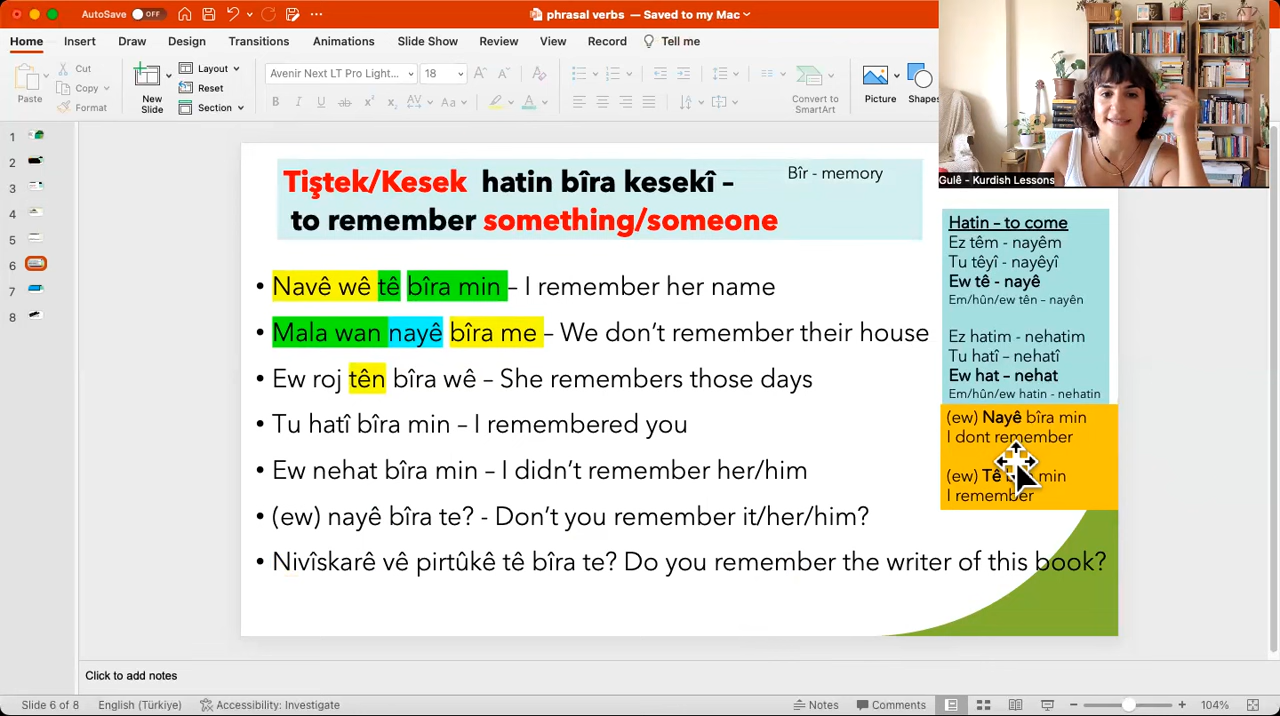 AutoSave OFF
phrasal verbs — Saved to my Mac
Home Insert Draw Design Transitions Animations Slide Show Review View Record Tell me
Paste
Cut
Copy
Format
New Slide
Layout
Reset
Section
Avenir Next LT Pro Light... 18
Convert to SmartArt
Picture
Shapes
Gulê - Kurdish Lessons
1
2
3
4
5
6
7
8
Tiştek/Kesek hatin bîra kesekî –
to remember something/someone
Bîr - memory
• Navê wê tê bîra min – I remember her name
• Mala wan nayê bîra me – We don’t remember their house
• Ew roj tên bîra wê – She remembers those days
• Tu hatî bîra min – I remembered you
• Ew nehat bîra min – I didn’t remember her/him
• (ew) nayê bîra te? - Don’t you remember it/her/him?
• Nivîskarê vê pirtûkê tê bîra te? Do you remember the writer of this book?
Hatin – to come
Ez têm - nayêm
Tu têyî - nayêyî
Ew tê - nayê
Em/hûn/ew tên – nayên
Ez hatim - nehatim
Tu hatî – nehatî
Ew hat – nehat
Em/hûn/ew hatin - nehatin
(ew) Nayê bîra min
I dont remember
(ew) Tê min
I remember
Click to add notes
Slide 6 of 8 English (Türkiye) Accessibility: Investigate Notes Comments 104%